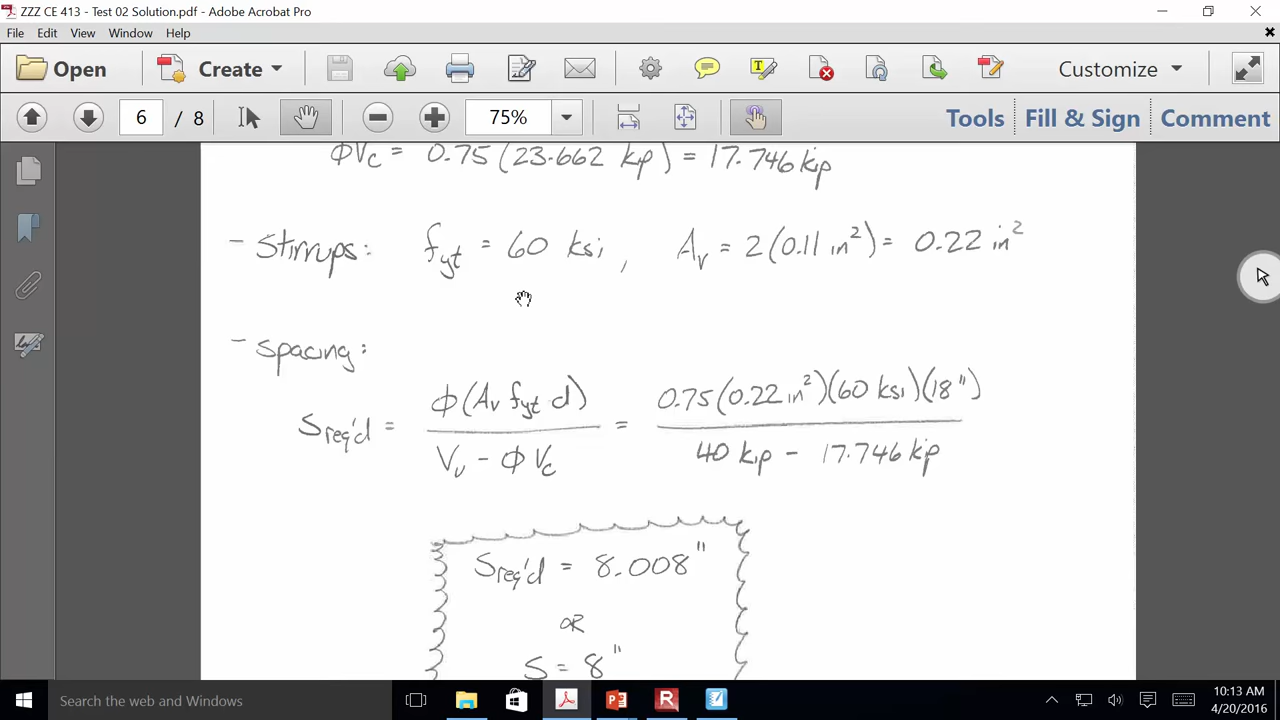 ZZZ CE 413 - Test 02 Solution.pdf - Adobe Acrobat Pro
File Edit View Window Help
Open Create Customize
6 / 8 75% Tools Fill & Sign Comment
ϕVc = 0.75 (23.662 kip) = 17.746 kip
- Stirrups: fyt = 60 ksi, Av = 2(0.11 in²) = 0.22 in²
- Spacing:
Sreq'd = ϕ(Av fyt d) / Vu - ϕVc = 0.75(0.22 in²)(60 ksi)(18") / 40 kip - 17.746 kip
Sreq'd = 8.008"
OR
S = 8"
Search the web and Windows
10:13 AM
4/20/2016